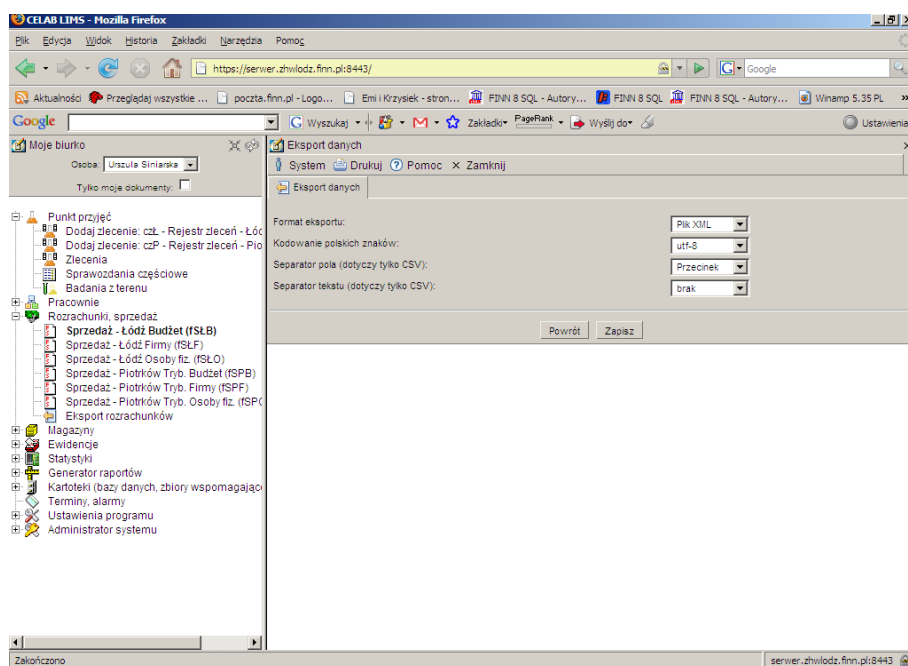 CELAB LIMS - Mozilla Firefox
Plik Edycja Widok Historia Zakładki Narzędzia Pomoc
https://serwer.zhwlodz.finn.pl:8443/
Google
Aktualności Przeglądaj wszystkie ... poczta.finn.pl - Logo... Emi i Krzysiek - stron... FINN 8 SQL - Autory... FINN 8 SQL FINN 8 SQL - Autory... Winamp 5.35 PL »
Google Wyszukaj PageRank Zakładki Wyślij do Ustawienia
Moje biurko
Osoba: Urszula Siniarska
Tylko moje dokumenty:
Punkt przyjęć
Dodaj zlecenie: czŁ - Rejestr zleceń - Łóc
Dodaj zlecenie: czP - Rejestr zleceń - Pio
Zlecenia
Sprawozdania częściowe
Badania z terenu
Pracownie
Rozrachunki, sprzedaż
Sprzedaż - Łódź Budżet (fSŁB)
Sprzedaż - Łódź Firmy (fSŁF)
Sprzedaż - Łódź Osoby fiz. (fSŁO)
Sprzedaż - Piotrków Tryb. Budżet (fSPB)
Sprzedaż - Piotrków Tryb. Firmy (fSPF)
Sprzedaż - Piotrków Tryb. Osoby fiz. (fSPO
Eksport rozrachunków
Magazyny
Ewidencje
Statystyki
Generator raportów
Kartoteki (bazy danych, zbiory wspomagające
Terminy, alarmy
Ustawienia programu
Administrator systemu
Eksport danych
System Drukuj Pomoc Zamknij
Eksport danych
Format eksportu: Plik XML
Kodowanie polskich znaków: utf-8
Separator pola (dotyczy tylko CSV): Przecinek
Separator tekstu (dotyczy tylko CSV): brak
Powrót Zapisz
Zakończono
serwer.zhwlodz.finn.pl:8443